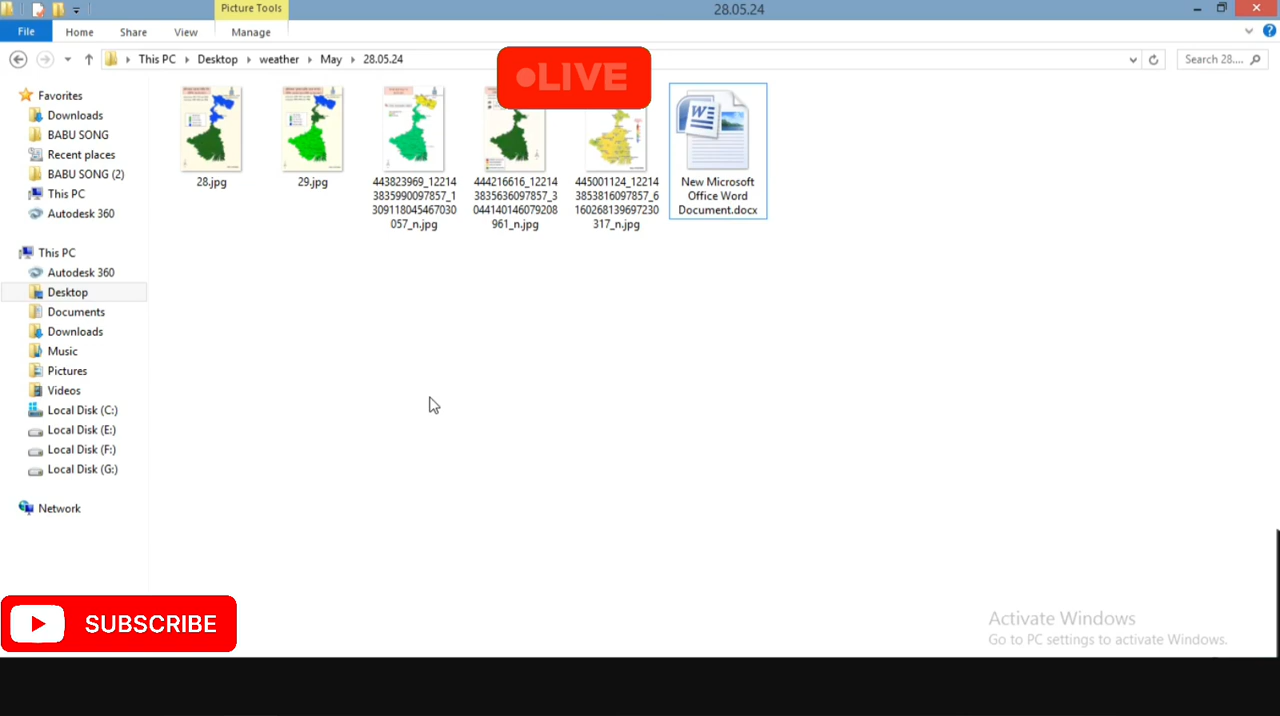 Picture Tools
28.05.24
File
Home
Share
View
Manage
This PC
Desktop
weather
May
28.05.24
Search 28....
LIVE
Favorites
Downloads
BABU SONG
Recent places
BABU SONG (2)
This PC
Autodesk 360
This PC
Autodesk 360
Desktop
Documents
Downloads
Music
Pictures
Videos
Local Disk (C:)
Local Disk (E:)
Local Disk (F:)
Local Disk (G:)
Network
28.jpg
29.jpg
443823969_12214
3835990097857_1
309118045467030
057_n.jpg
444216616_12214
3835636097857_3
044140146079208
961_n.jpg
445001124_12214
3853816097857_6
160268139697230
317_n.jpg
New Microsoft
Office Word
Document.docx
SUBSCRIBE
Activate Windows
Go to PC settings to activate Windows.